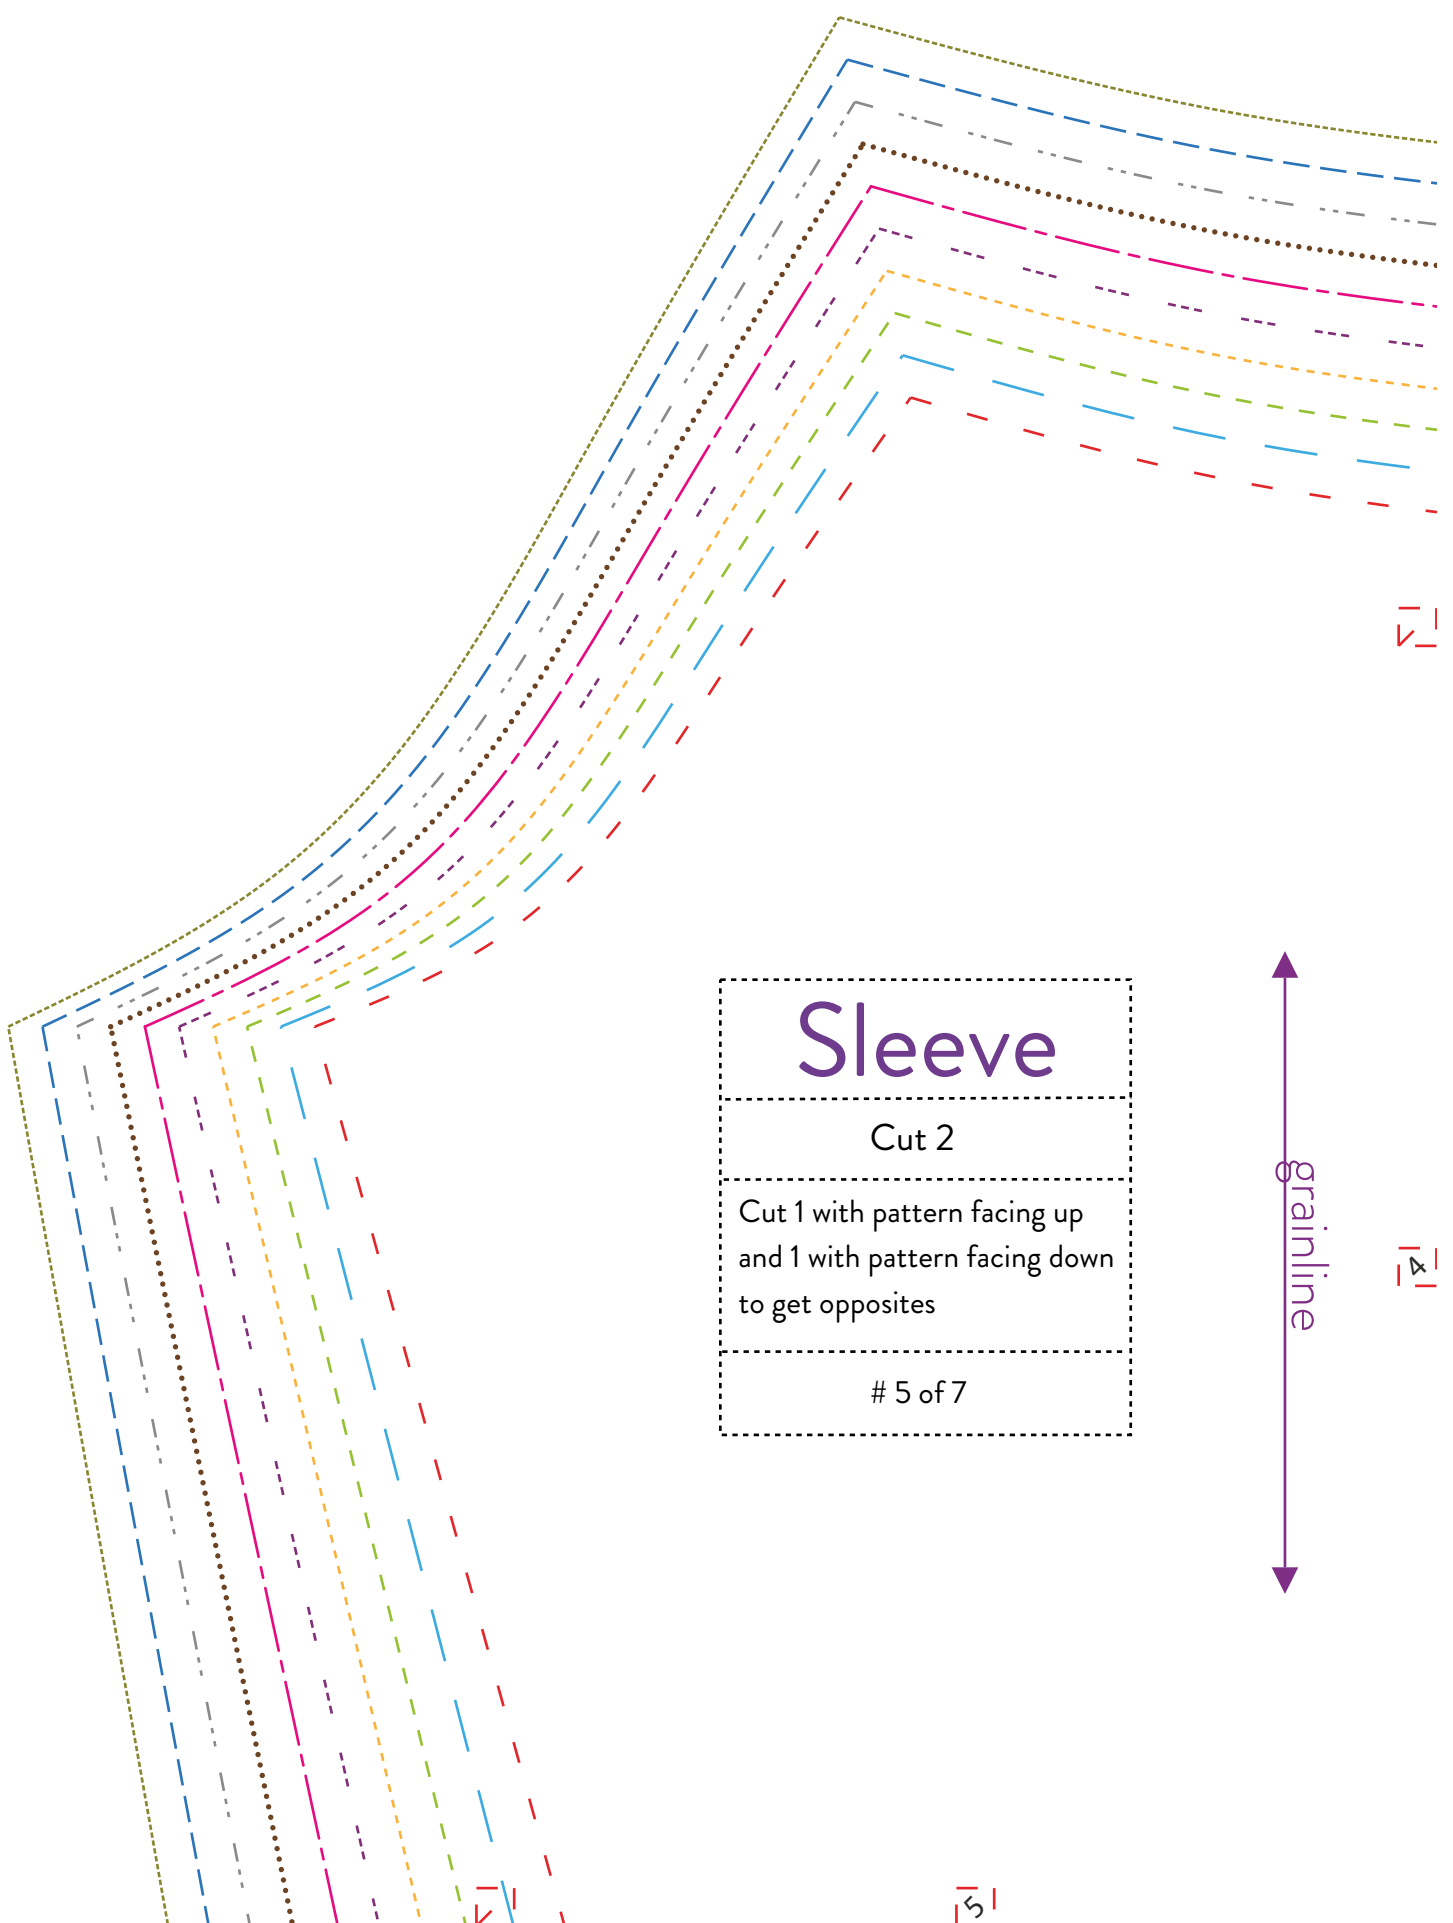 Sleeve
Cut 2
Cut 1 with pattern facing up
and 1 with pattern facing down
to get opposites
# 5 of 7
grainline
4
5